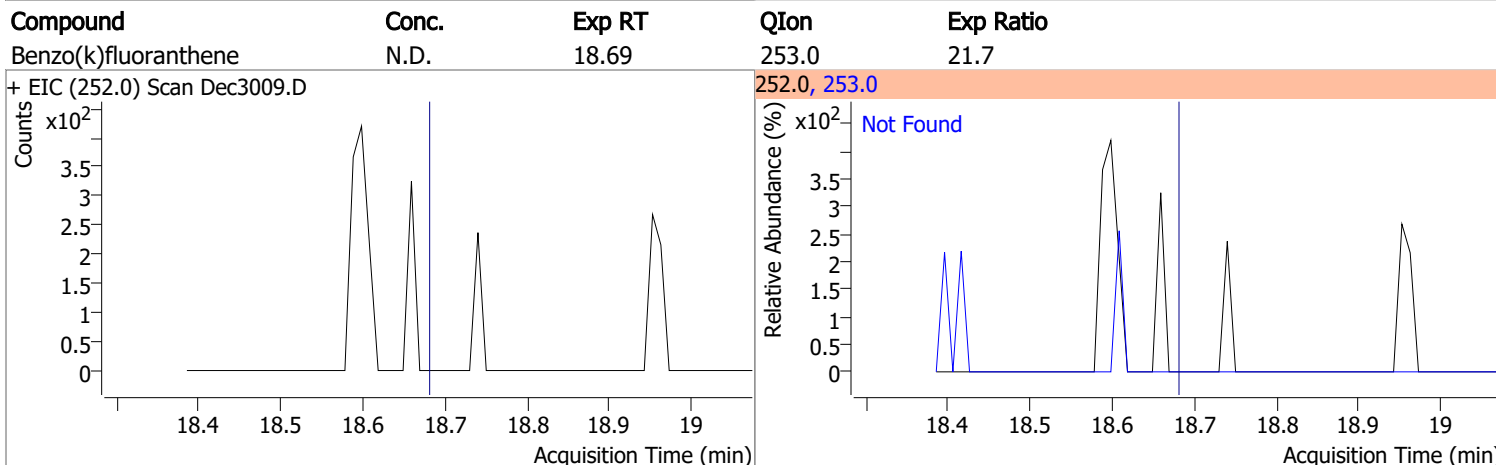 Compound Conc. Exp RT QIon Exp Ratio
Benzo(k)fluoranthene N.D. 18.69 253.0 21.7
+ EIC (252.0) Scan Dec3009.D
Counts
x102
3.5
3
2.5
2
1.5
1
0.5
0
18.4 18.5 18.6 18.7 18.8 18.9 19
Acquisition Time (min)
252.0, 253.0
Relative Abundance (%)
x102
Not Found
3.5
3
2.5
2
1.5
1
0.5
0
18.4 18.5 18.6 18.7 18.8 18.9 19
Acquisition Time (min)